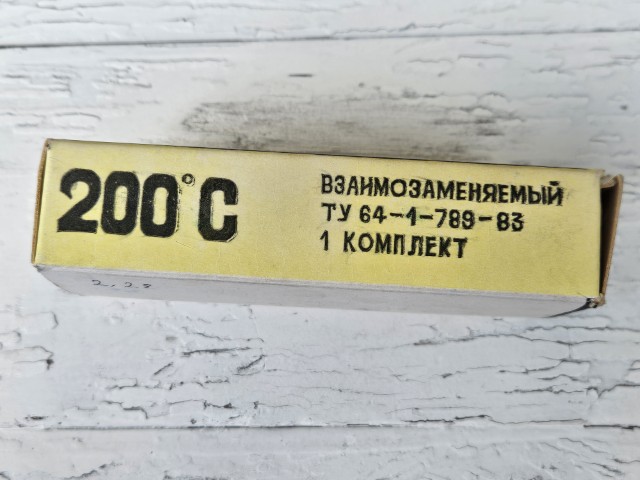 200°C
ВЗАИМОЗАМЕНЯЕМЫЙ
ТУ 64-1-789-83
1 КОМПЛЕКТ